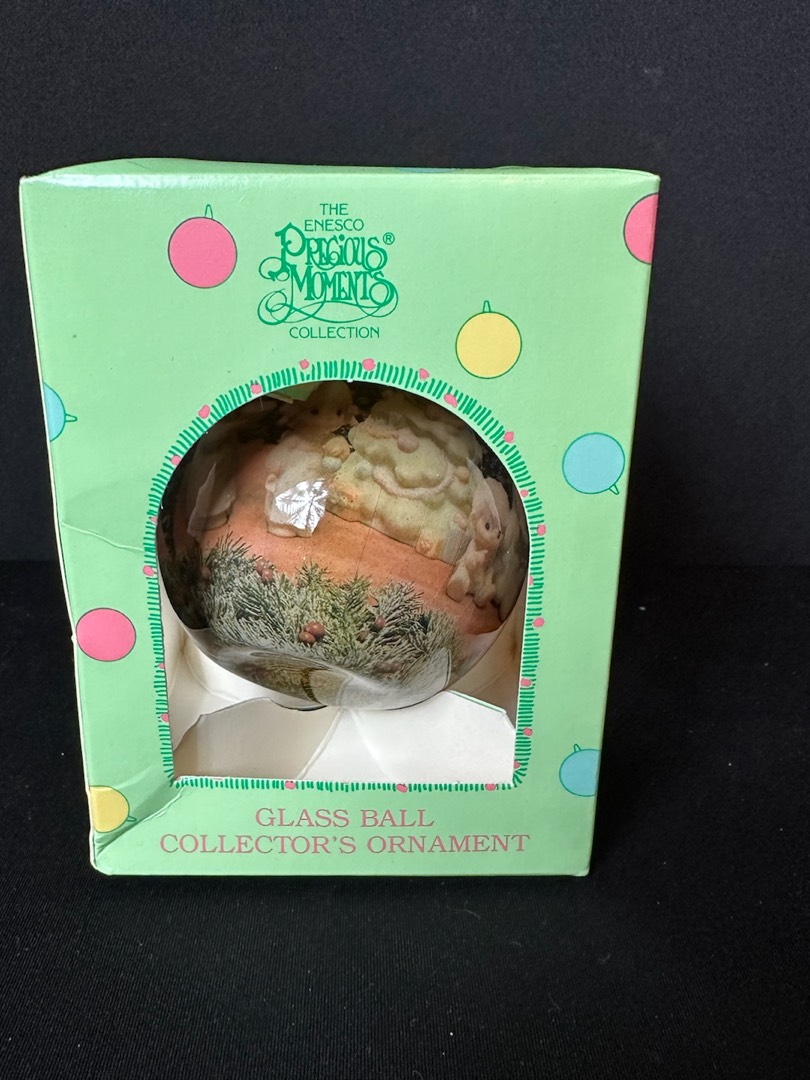 THE
ENESCO
PRECIOUS®
MOMENTS
COLLECTION
GLASS BALL
COLLECTOR'S ORNAMENT